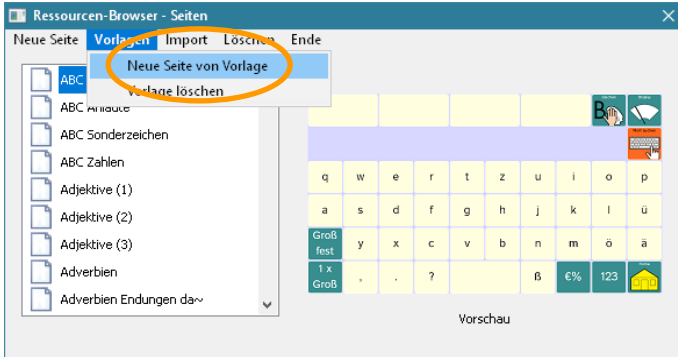 Ressourcen-Browser - Seiten
Neue Seite Vorlagen Import Löschen Ende
Neue Seite von Vorlage
Vorlage löschen
ABC
ABC Anlaute
ABC Sonderzeichen
ABC Zahlen
Adjektive (1)
Adjektive (2)
Adjektive (3)
Adverbien
Adverbien Endungen da~
B
q w e r t z u i o p
a s d f g h j k l ü
Groß fest y x c v b n m ö ä
1 x Groß , . ? ß €% 123
Vorschau